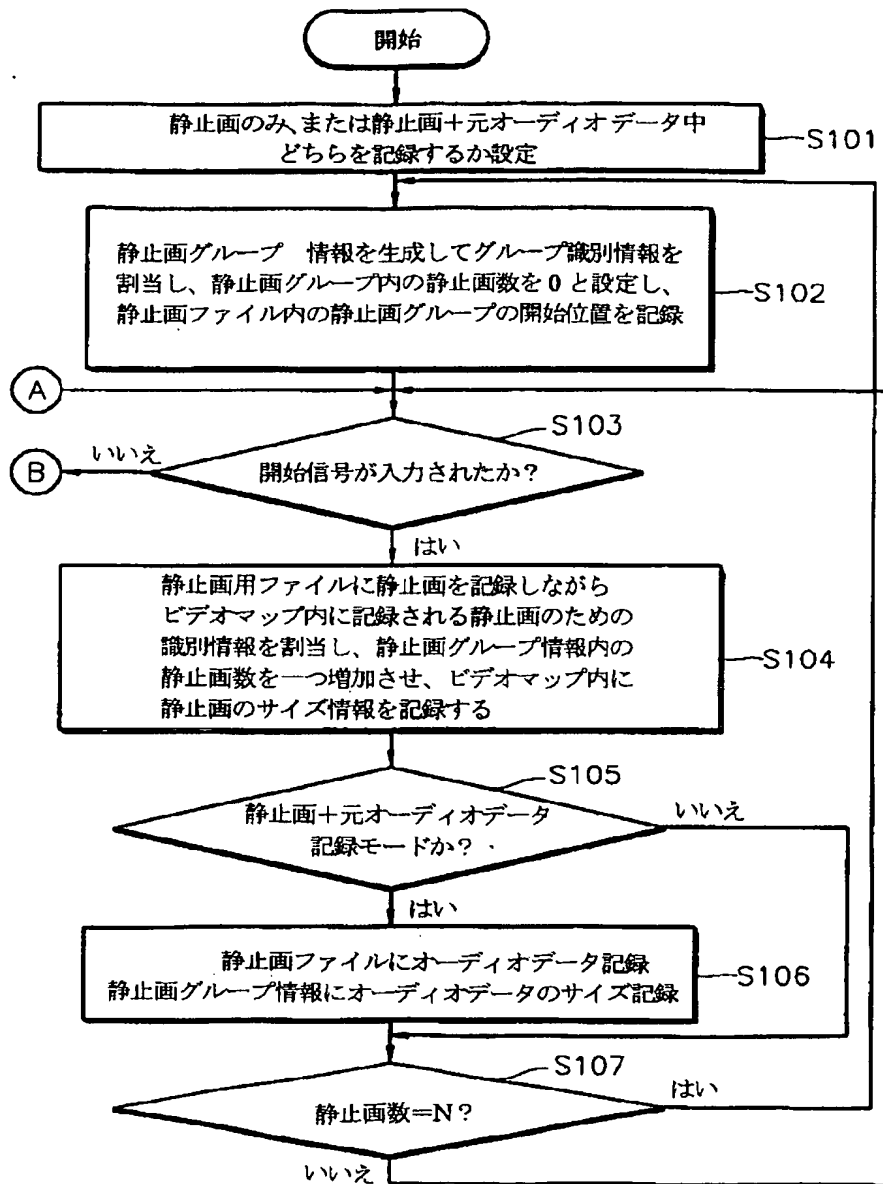 開始
静止画のみ、または静止画+元オーディオデータ中
どちらを記録するか設定
S101
静止画グループ 情報を生成してグループ識別情報を
割当し、静止画グループ内の静止画数を0と設定し、
静止画ファイル内の静止画グループの開始位置を記録
S102
A
S103
B
いいえ
開始信号が入力されたか?
はい
静止画用ファイルに静止画を記録しながら
ビデオマップ内に記録される静止画のための
識別情報を割当し、静止画グループ情報内の
静止画数を一つ増加させ、ビデオマップ内に
静止画のサイズ情報を記録する
S104
S105
静止画+元オーディオデータ
記録モードか?
いいえ
はい
静止画ファイルにオーディオデータ記録
静止画グループ情報にオーディオデータのサイズ記録
S106
S107
静止画数=N?
はい
いいえ